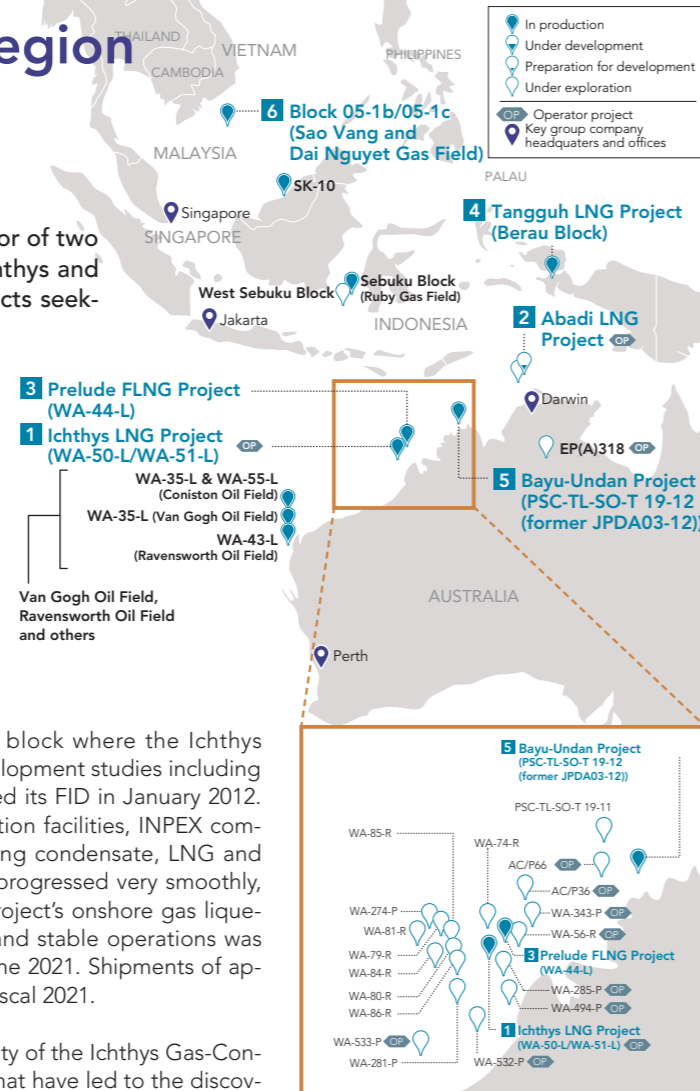 egion
THAILAND
VIETNAM
PHILIPPINES
CAMBODIA
In production
Under development
Preparation for development
Under exploration
OP Operator project
Key group company
headquaters and offices
6 Block 05-1b/05-1c
(Sao Vang and
Dai Nguyet Gas Field)
MALAYSIA
SK-10
PALAU
Singapore
SINGAPORE
4 Tangguh LNG Project
(Berau Block)
or of two
nthys and
cts seek-
West Sebuku Block
Sebuku Block
(Ruby Gas Field)
Jakarta
INDONESIA
2 Abadi LNG
Project OP
3 Prelude FLNG Project
(WA-44-L)
Darwin
1 Ichthys LNG Project
(WA-50-L/WA-51-L) OP
EP(A)318 OP
WA-35-L & WA-55-L
(Coniston Oil Field)
WA-35-L (Van Gogh Oil Field)
WA-43-L
(Ravensworth Oil Field)
5 Bayu-Undan Project
(PSC-TL-SO-T 19-12
(former JPDA03-12))
Van Gogh Oil Field,
Ravensworth Oil Field
and others
AUSTRALIA
Perth
block where the Ichthys
elopment studies including
ed its FID in January 2012.
tion facilities, INPEX com-
ing condensate, LNG and
progressed very smoothly,
roject's onshore gas lique-
and stable operations was
ne 2021. Shipments of ap-
iscal 2021.
ity of the Ichthys Gas-Con-
hat have led to the discov-
5 Bayu-Undan Project
(PSC-TL-SO-T 19-12
(former JPDA03-12))
PSC-TL-SO-T 19-11
WA-85-R
WA-74-R
AC/P66 OP
AC/P36 OP
WA-274-P
WA-343-P OP
WA-81-R
WA-56-R OP
WA-79-R
3 Prelude FLNG Project
(WA-44-L)
WA-84-R
WA-285-P OP
WA-80-R
WA-494-P OP
WA-86-R
1 Ichthys LNG Project
(WA-50-L/WA-51-L) OP
WA-533-P OP
WA-281-P
WA-532-P OP